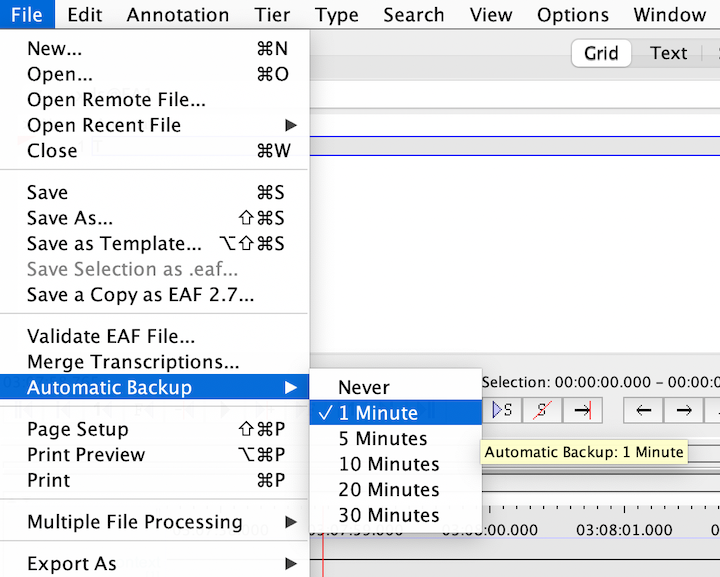 File Edit Annotation Tier Type Search View Options Window
New... ⌘N
Open... ⌘O
Open Remote File...
Open Recent File ▶
Close ⌘W
Save ⌘S
Save As... ⇧⌘S
Save as Template... ⌥⇧⌘S
Save Selection as .eaf...
Save a Copy as EAF 2.7...
Validate EAF File...
Merge Transcriptions...
Automatic Backup ▶
Page Setup ⇧⌘P
Print Preview ⌥⌘P
Print ⌘P
Multiple File Processing ▶
Export As ▶
Never
✓ 1 Minute
5 Minutes
10 Minutes
20 Minutes
30 Minutes
Grid Text
Selection: 00:00:00.000 - 00:00:0
S S
Automatic Backup: 1 Minute
03:08:00.000 03:08:01.000